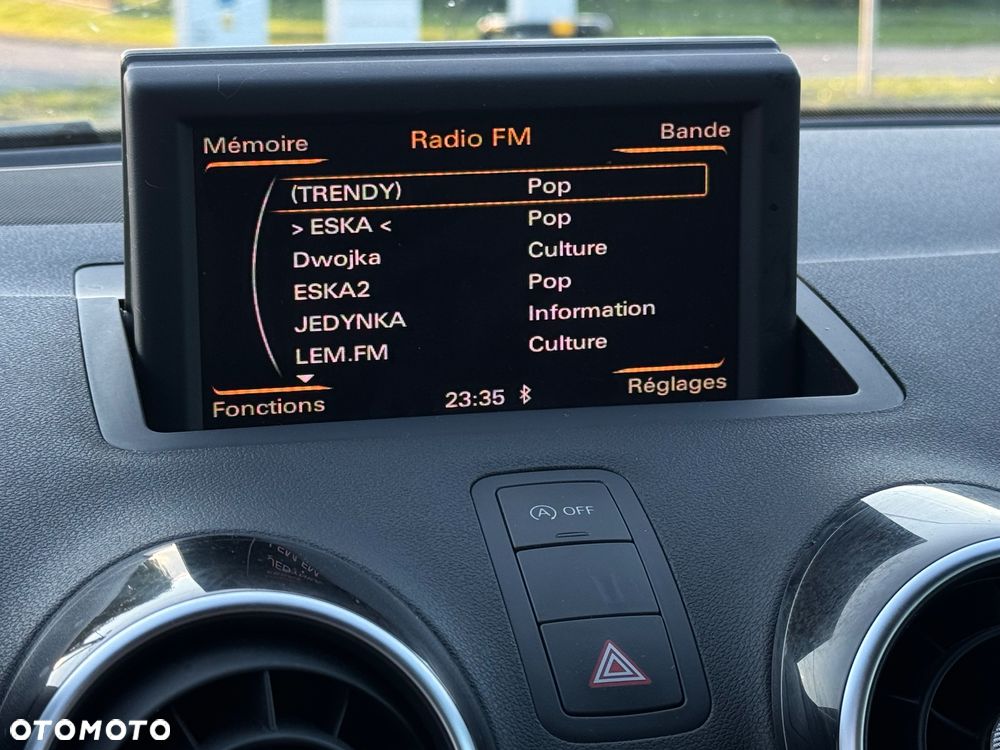 Mémoire Radio FM Bande
(TRENDY) Pop
> ESKA < Pop
Dwojka Culture
ESKA2 Pop
JEDYNKA Information
LEM.FM Culture
Fonctions 23:35 Réglages
A OFF
OTOMOTO